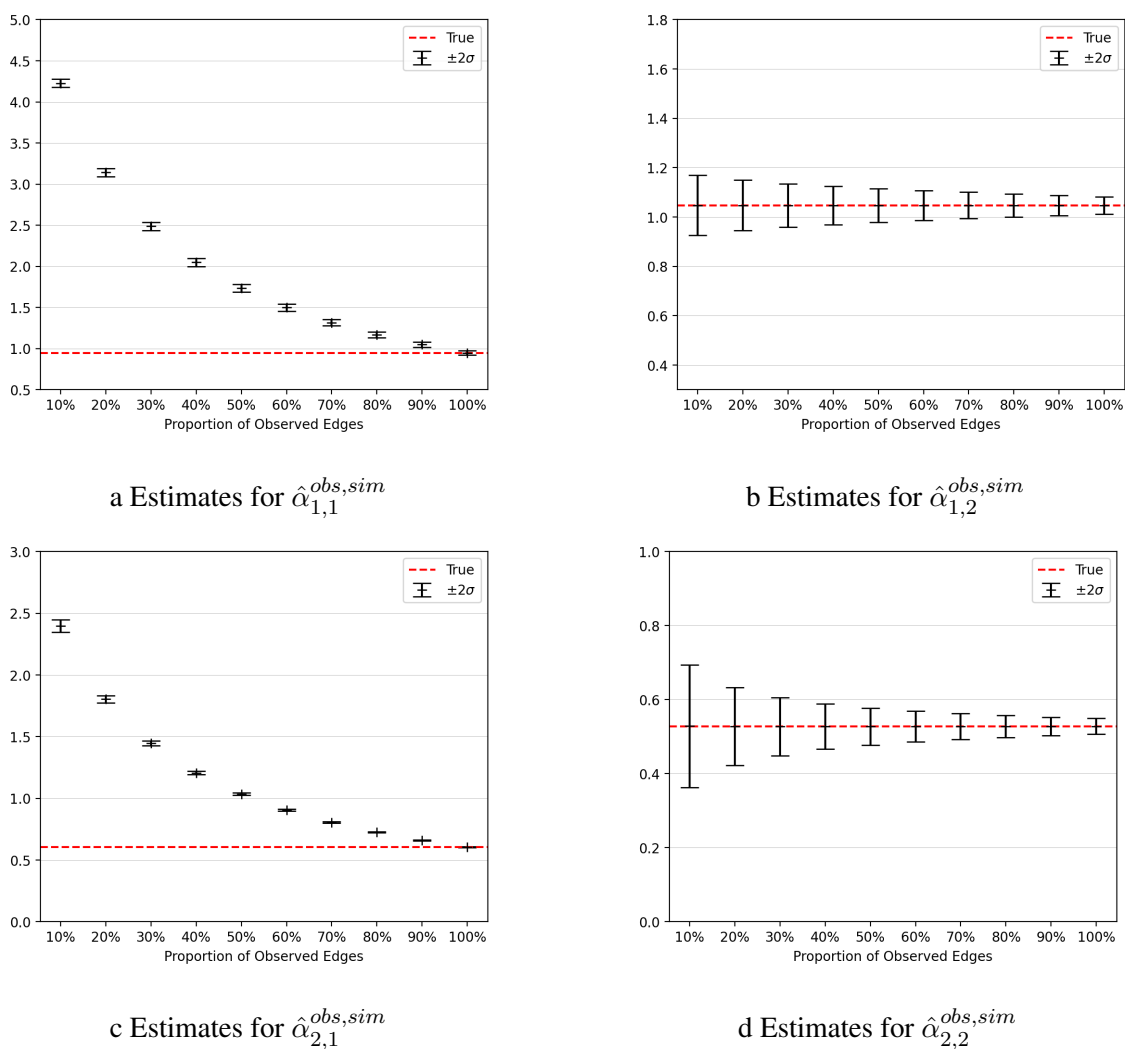 5.0
4.5
4.0
3.5
3.0
2.5
2.0
1.5
1.0
0.5
True
±2σ
10% 20% 30% 40% 50% 60% 70% 80% 90% 100%
Proportion of Observed Edges
a Estimates for α̂₁,₁^{obs,sim}
1.8
1.6
1.4
1.2
1.0
0.8
0.6
0.4
True
±2σ
10% 20% 30% 40% 50% 60% 70% 80% 90% 100%
Proportion of Observed Edges
b Estimates for α̂₁,₂^{obs,sim}
3.0
2.5
2.0
1.5
1.0
0.5
0.0
True
±2σ
10% 20% 30% 40% 50% 60% 70% 80% 90% 100%
Proportion of Observed Edges
c Estimates for α̂₂,₁^{obs,sim}
1.0
0.8
0.6
0.4
0.2
0.0
True
±2σ
10% 20% 30% 40% 50% 60% 70% 80% 90% 100%
Proportion of Observed Edges
d Estimates for α̂₂,₂^{obs,sim}